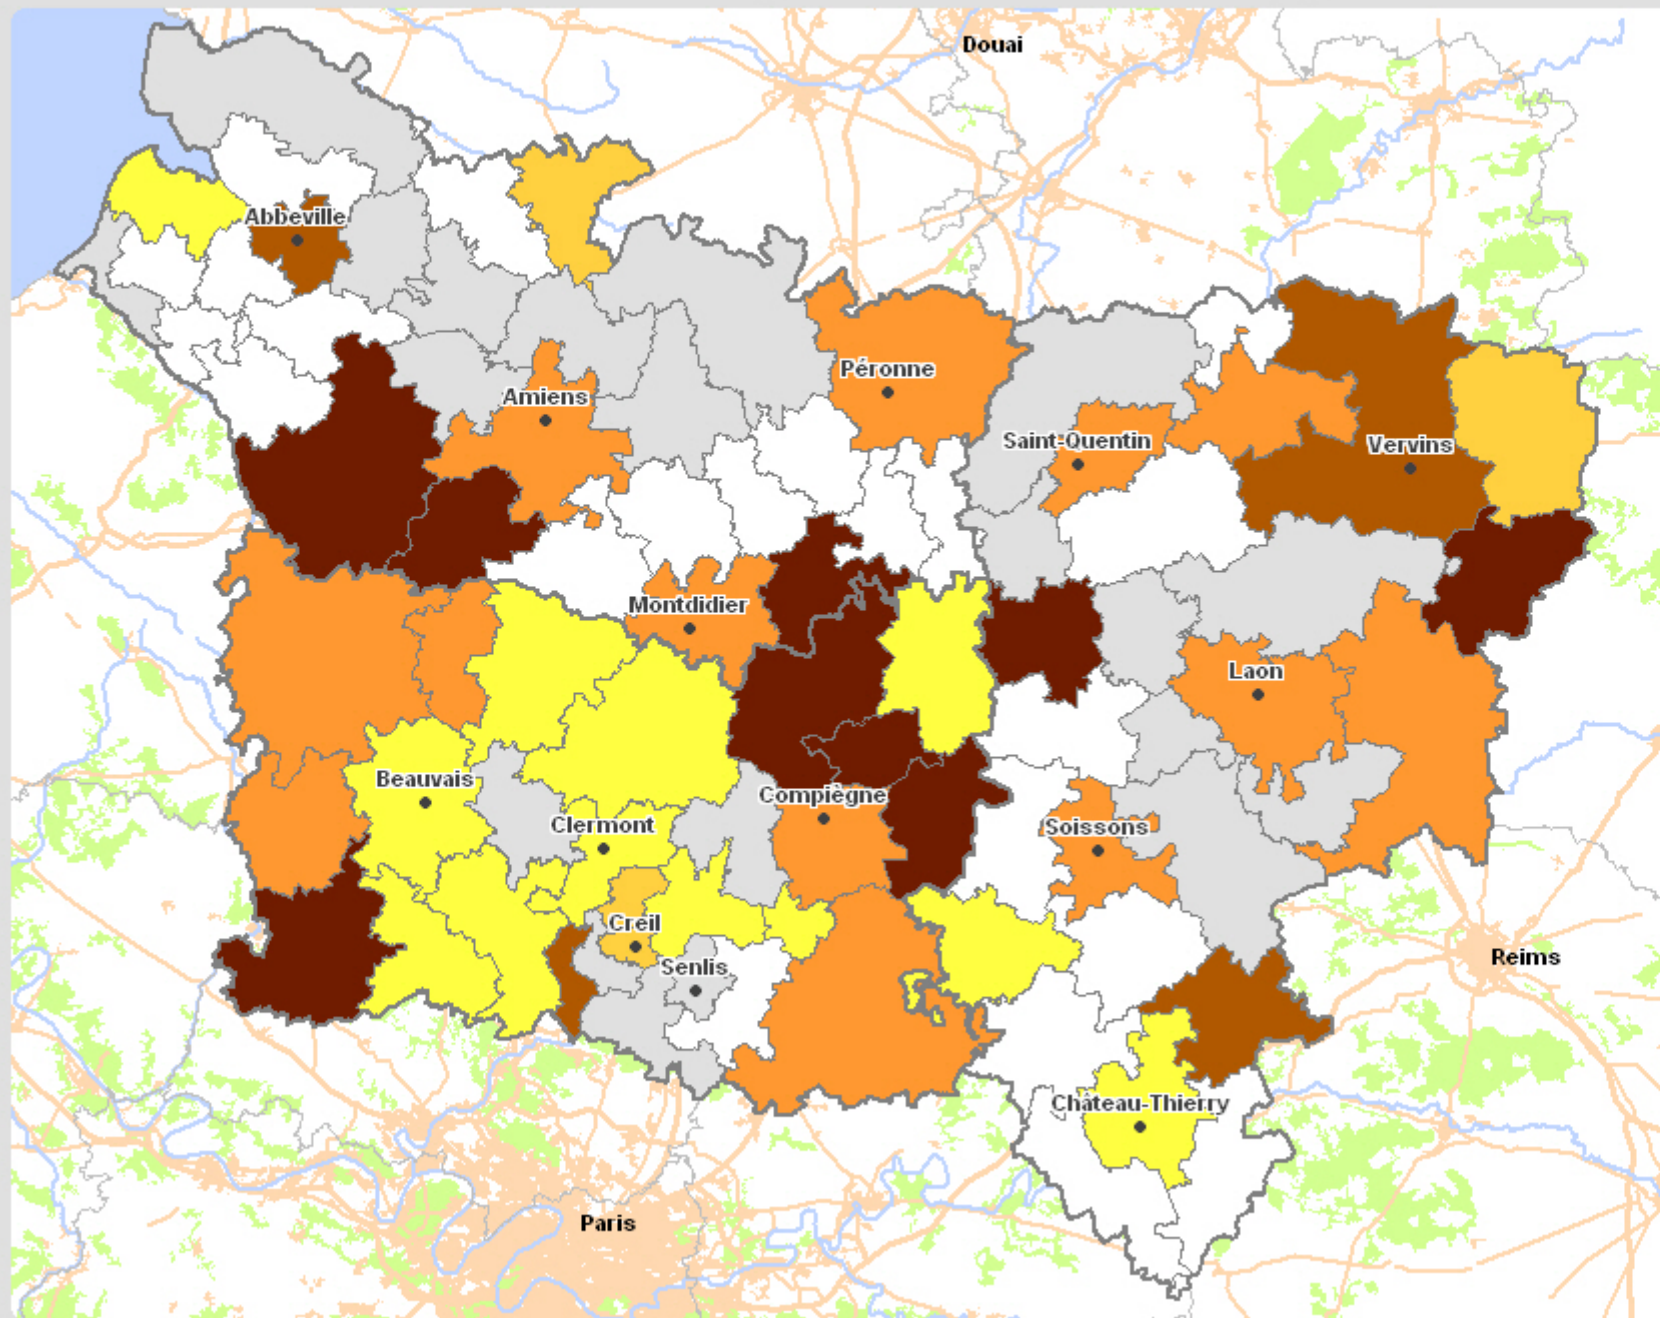 Douai
Abbeville
Péronne
Amiens
Saint-Quentin
Vervins
Montdidier
Laon
Beauvais
Compiègne
Clermont
Soissons
Creil
Senlis
Reims
Château-Thierry
Paris